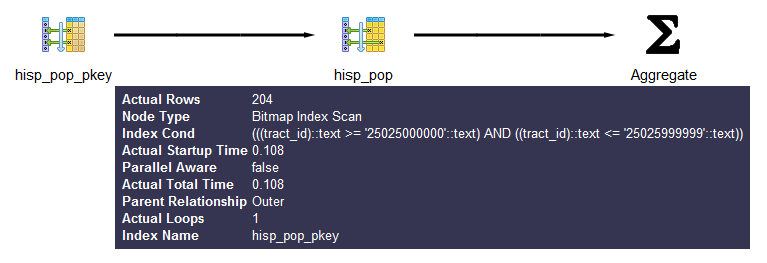 hisp_pop_pkey hisp_pop Aggregate
Actual Rows 204
Node Type Bitmap Index Scan
Index Cond (((tract_id)::text >= '25025000000'::text) AND ((tract_id)::text <= '25025999999'::text))
Actual Startup Time 0.108
Parallel Aware false
Actual Total Time 0.108
Parent Relationship Outer
Actual Loops 1
Index Name hisp_pop_pkey